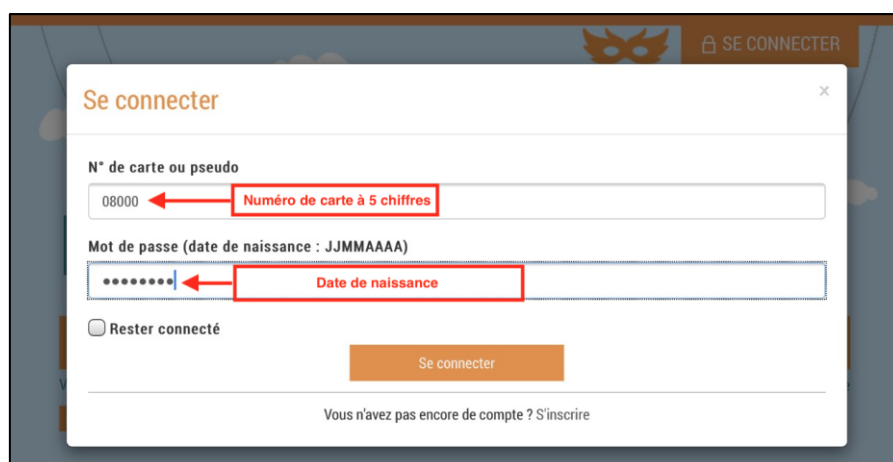 SE CONNECTER
Se connecter
×
N° de carte ou pseudo
08000
Numéro de carte à 5 chiffres
Mot de passe (date de naissance : JJMMAAAA)
••••••••
Date de naissance
Rester connecté
Se connecter
Vous n'avez pas encore de compte ? S'inscrire